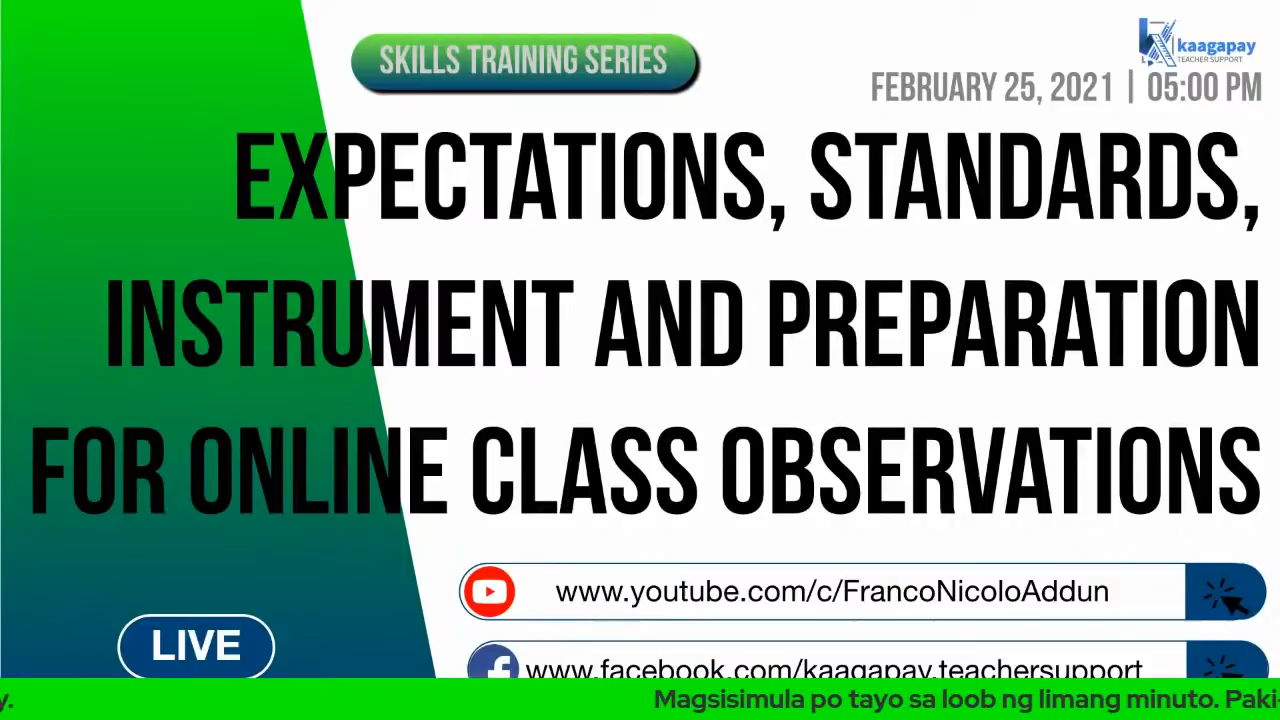 SKILLS TRAINING SERIES
kaagapay
TEACHER SUPPORT
FEBRUARY 25, 2021 | 05:00 PM
EXPECTATIONS, STANDARDS,
INSTRUMENT AND PREPARATION
FOR ONLINE CLASS OBSERVATIONS
www.youtube.com/c/FrancoNicoloAddun
www.facebook.com/kaagapay.teachersupport
LIVE
y. Magsisimula po tayo sa loob ng limang minuto. Paki-